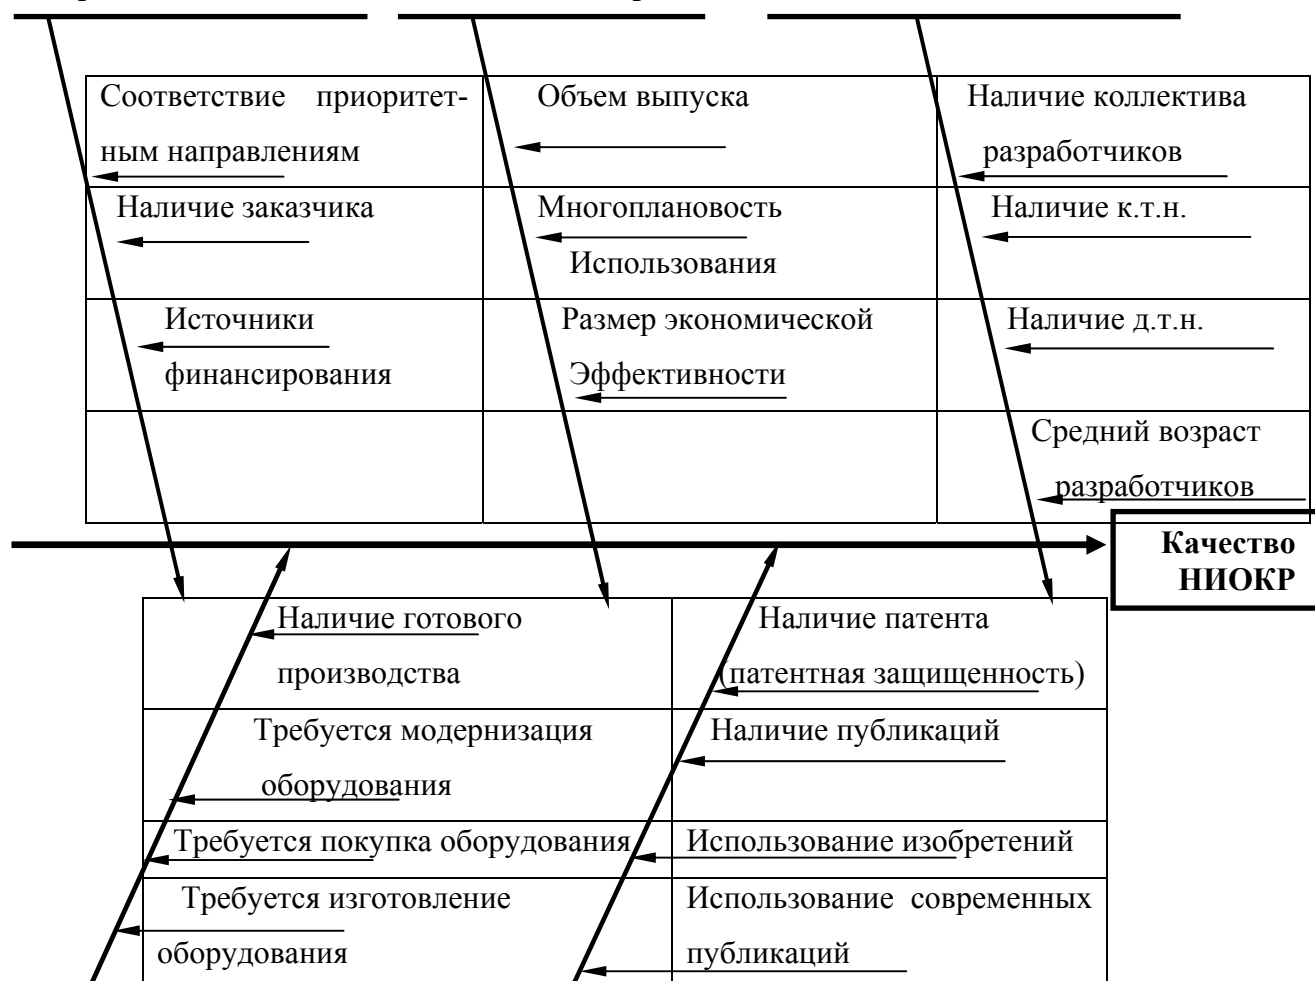 Соответствие приоритет-
ным направлениям
Объем выпуска
Наличие коллектива
разработчиков
Наличие заказчика
Многоплановость
Использования
Наличие к.т.н.
Источники
финансирования
Размер экономической
Эффективности
Наличие д.т.н.
Средний возраст
разработчиков
Качество
НИОКР
Наличие готового
производства
Наличие патента
(патентная защищенность)
Требуется модернизация
оборудования
Наличие публикаций
Требуется покупка оборудования
Использование изобретений
Требуется изготовление
оборудования
Использование современных
публикаций